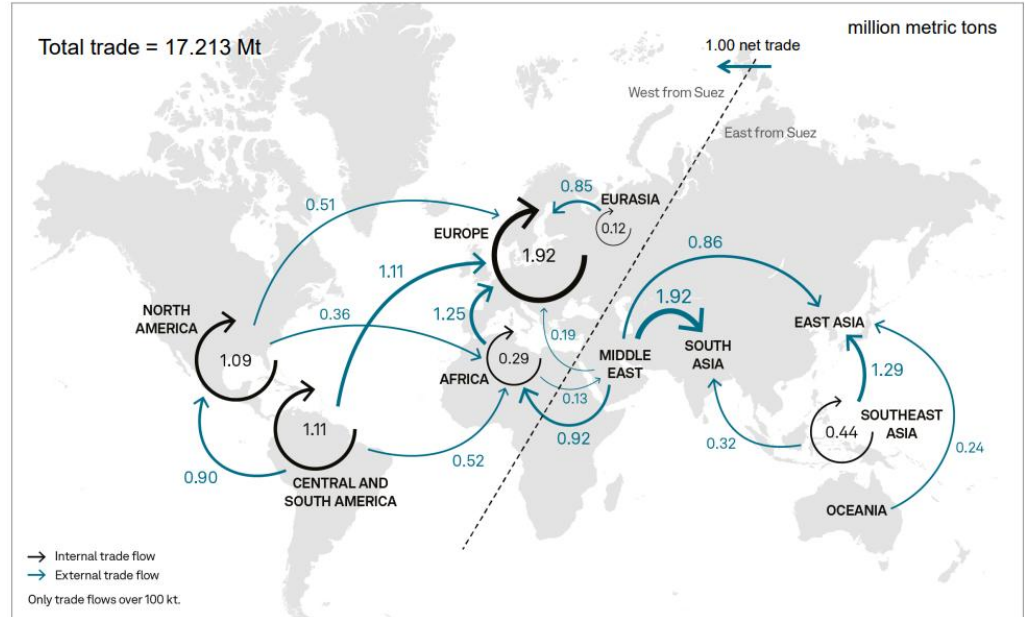 Total trade = 17.213 Mt
million metric tons
1.00 net trade
West from Suez
East from Suez
0.85
EURASIA
0.12
0.51
EUROPE
1.92
0.86
1.11
1.92
NORTH
AMERICA
1.25
0.36
0.19
EAST ASIA
1.09
0.29
MIDDLE
EAST
SOUTH
ASIA
AFRICA
0.13
1.29
SOUTHEAST
ASIA
1.11
0.92
0.44
0.32
0.24
0.90
0.52
CENTRAL AND
SOUTH AMERICA
OCEANIA
Internal trade flow
External trade flow
Only trade flows over 100 kt.